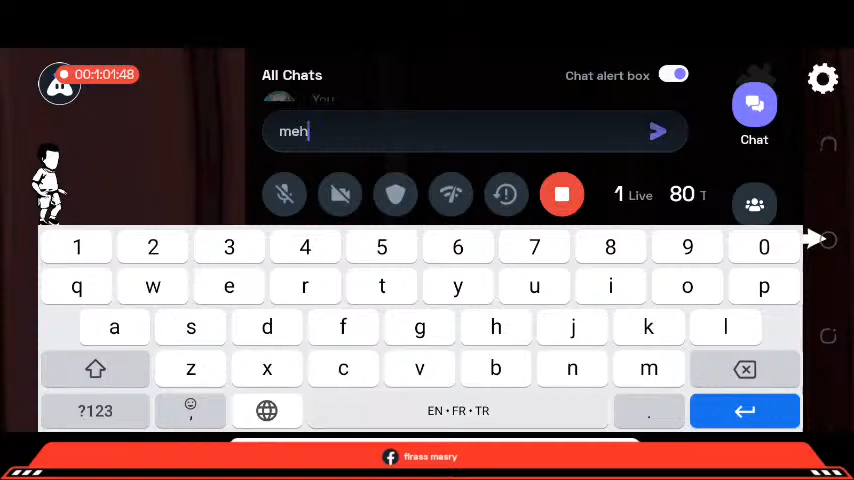 00:1:01:48
All Chats
Chat alert box
You
meh
Chat
1 Live 80 T
1 2 3 4 5 6 7 8 9 0
q w e r t y u i o p
a s d f g h j k l
z x c v b n m
?123 , EN • FR • TR .
firass masry